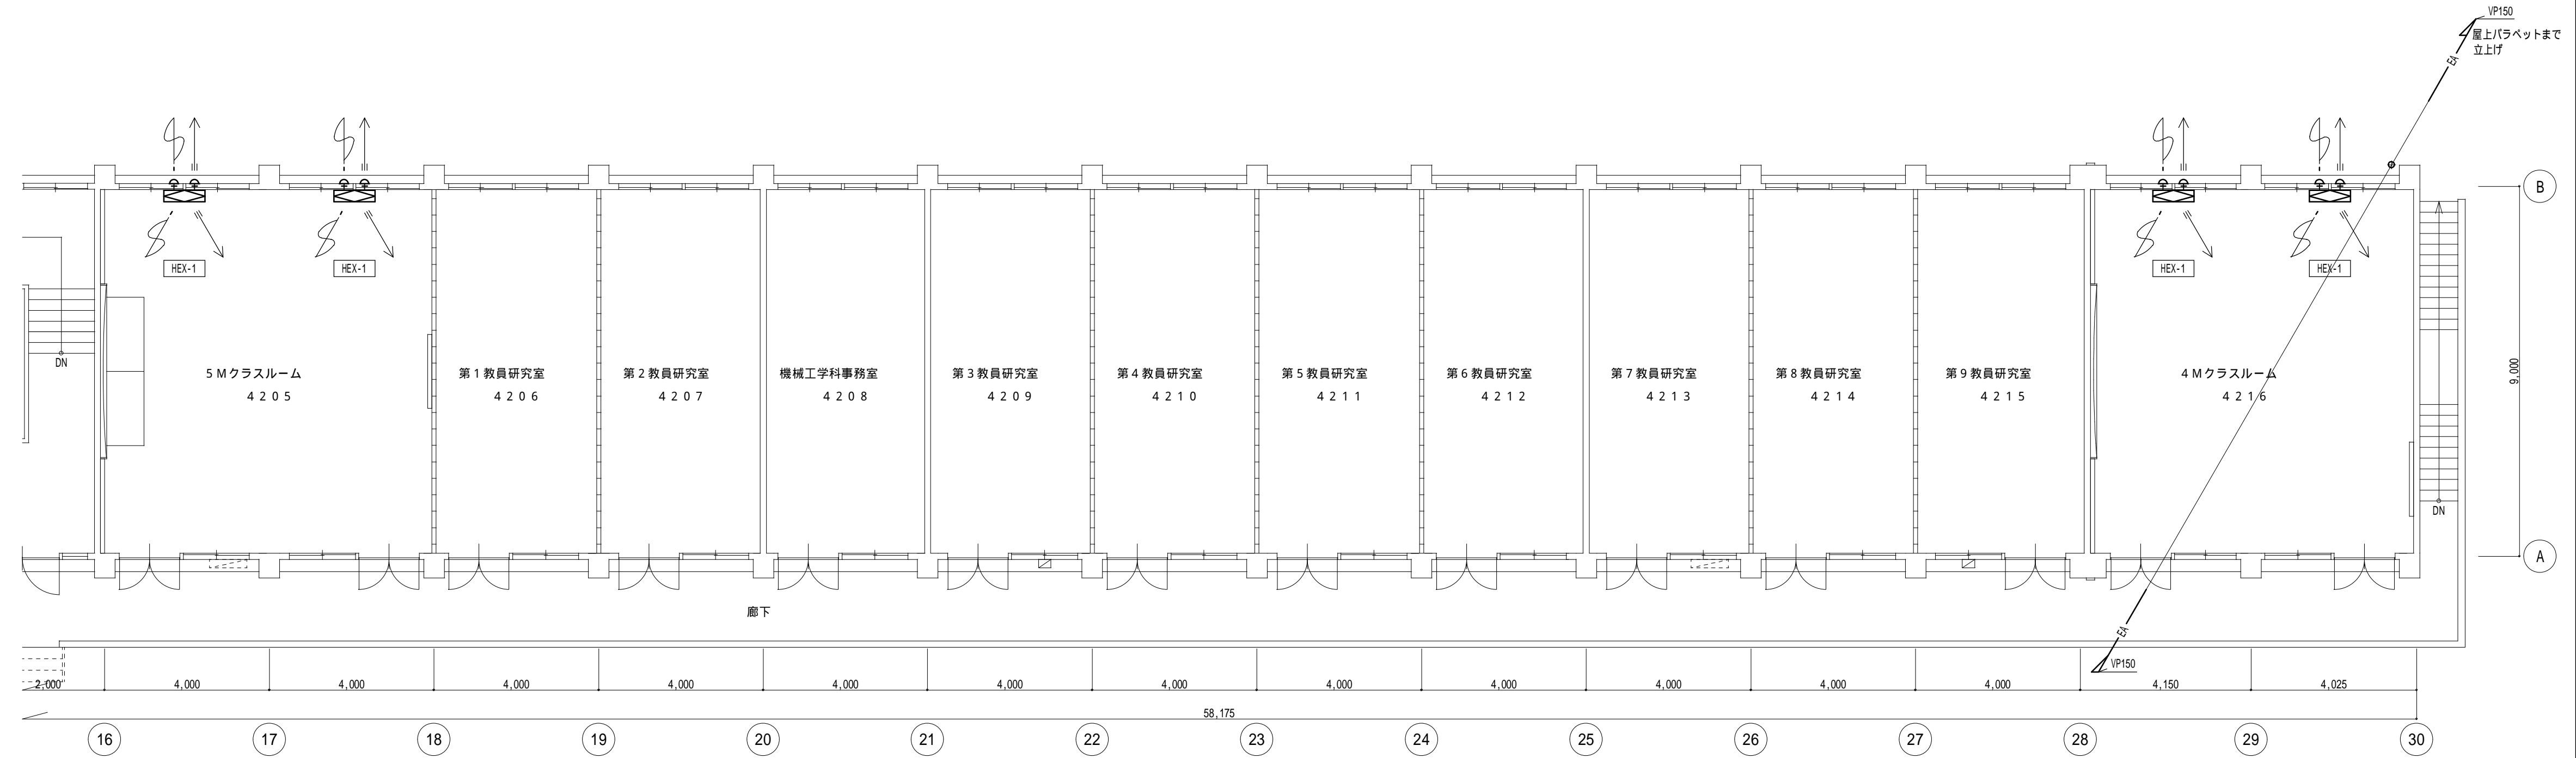 VP150
屋上パラペットまで
立上げ
EA
B
HEX-1
HEX-1
HEX-1
HEX-1
DN
5Mクラスルーム
4205
第1教員研究室
4206
第2教員研究室
4207
機械工学科事務室
4208
第3教員研究室
4209
第4教員研究室
4210
第5教員研究室
4211
第6教員研究室
4212
第7教員研究室
4213
第8教員研究室
4214
第9教員研究室
4215
4Mクラスルーム
4216
9,000
DN
A
廊下
EA
VP150
2,000
4,000
4,000
4,000
4,000
4,000
4,000
4,000
4,000
4,000
4,000
4,000
4,000
4,150
4,025
58,175
16
17
18
19
20
21
22
23
24
25
26
27
28
29
30